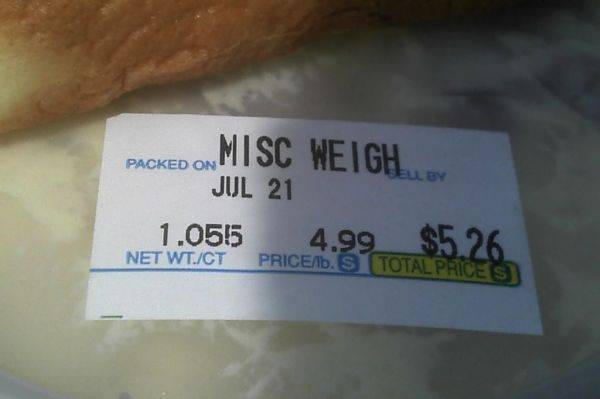 MISC WEIGH
PACKED ON SELL BY
JUL 21
1.055 4.99 $5.26
NET WT./CT PRICE/lb. S TOTAL PRICE S